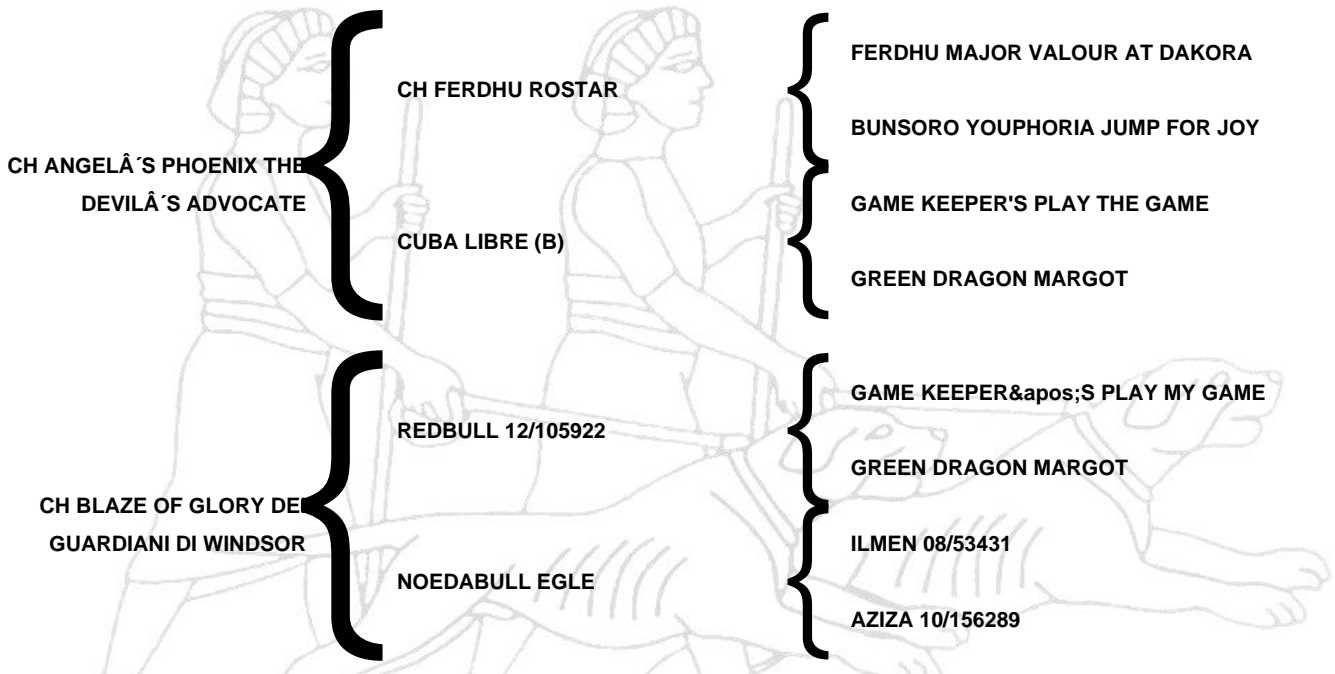 FERDHU MAJOR VALOUR AT DAKORA
CH FERDHU ROSTAR
BUNSORO YOUPHORIA JUMP FOR JOY
CH ANGELÂ´S PHOENIX THE
DEVILÂ´S ADVOCATE
GAME KEEPER'S PLAY THE GAME
CUBA LIBRE (B)
GREEN DRAGON MARGOT
GAME KEEPER&apos;S PLAY MY GAME
REDBULL 12/105922
GREEN DRAGON MARGOT
CH BLAZE OF GLORY DEI
GUARDIANI DI WINDSOR
ILMEN 08/53431
NOEDABULL EGLE
AZIZA 10/156289